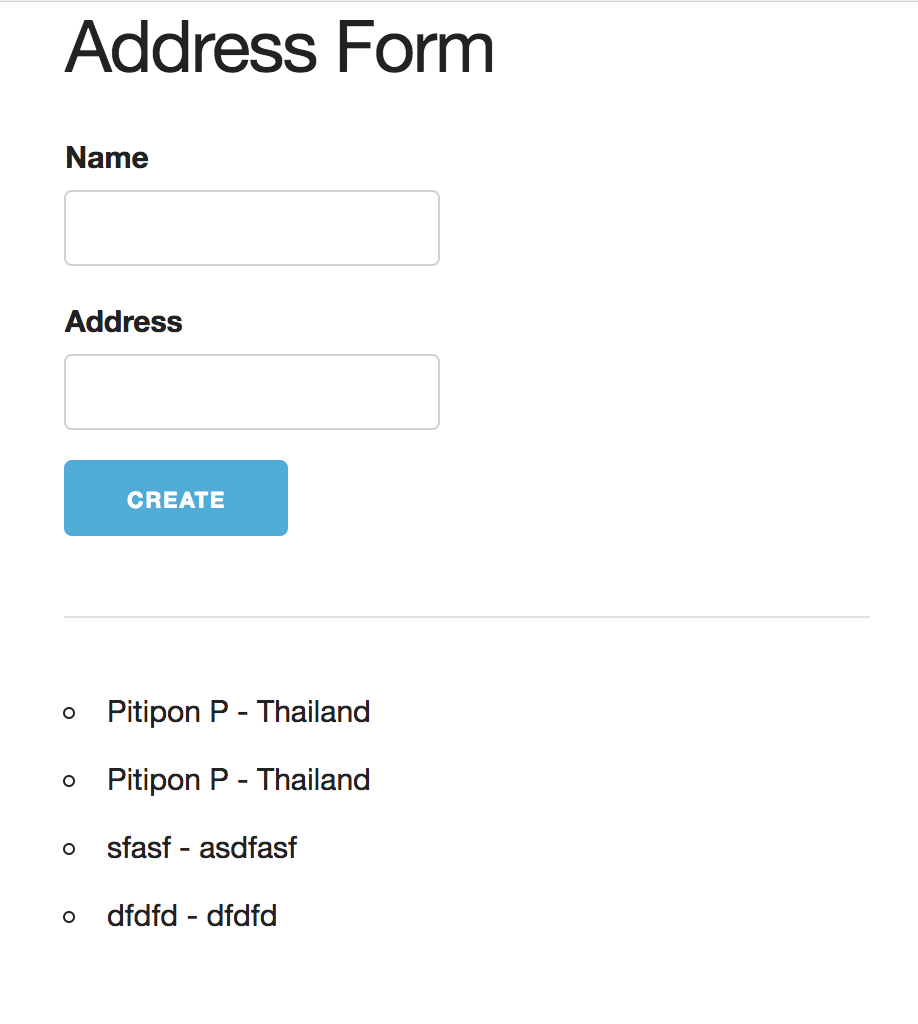 Address Form
Name
Address
CREATE
Pitipon P - Thailand
Pitipon P - Thailand
sfasf - asdfasf
dfdfd - dfdfd